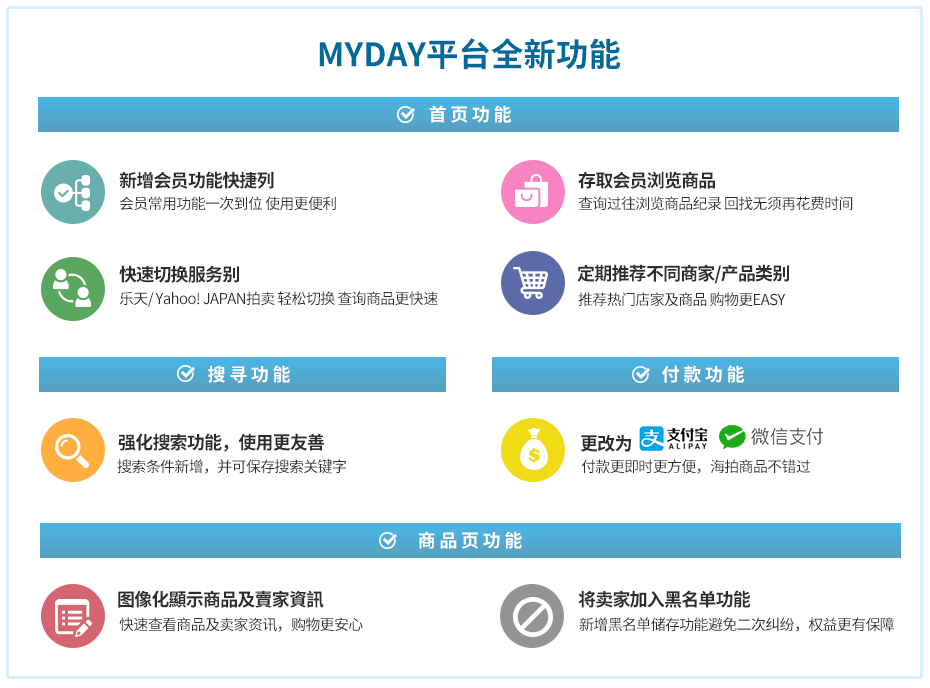 MYDAY平台全新功能
首页功能
新增会员功能快捷列
会员常用功能一次到位 使用更便利
存取会员浏览商品
查询过往浏览商品纪录 回找无须再花费时间
快速切换服务别
乐天/ Yahoo! JAPAN拍卖 轻松切换 查询商品更快速
定期推荐不同商家/产品类别
推荐热门店家及商品 购物更EASY
搜寻功能
强化搜索功能，使用更友善
搜索条件新增，并可保存搜索关键字
付款功能
更改为 支 支付宝 ALIPAY 微信支付
付款更即时更方便，海拍商品不错过
商品页功能
图像化顯示商品及賣家資訊
快速查看商品及卖家资讯，购物更安心
将卖家加入黑名单功能
新增黑名单储存功能避免二次纠纷，权益更有保障